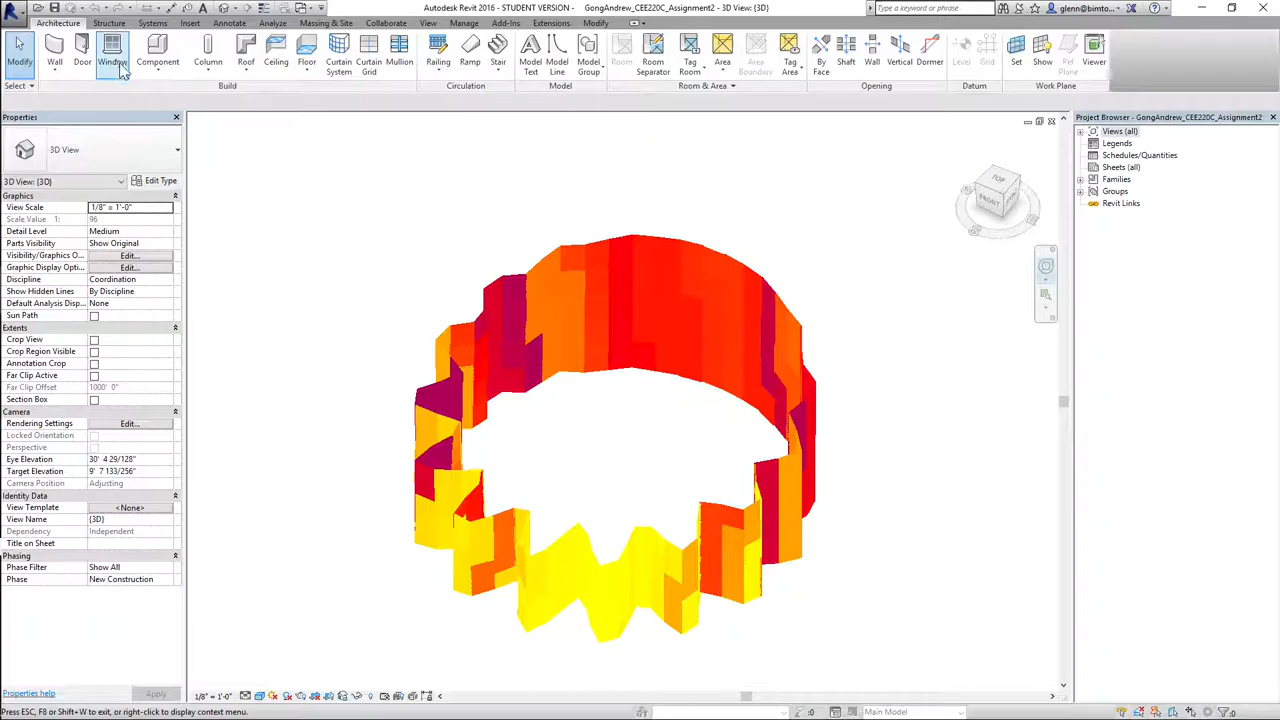 Autodesk Revit 2016 - STUDENT VERSION - GongAndrew_CEE220C_Assignment2 - 3D View: {3D}
Type a keyword or phrase
glenn@bimto...
Architecture Structure Systems Insert Annotate Analyze Massing & Site Collaborate View Manage Add-Ins Extensions Modify
Modify Wall Door Window Component Column Roof Ceiling Floor Curtain System Curtain Grid Mullion Railing Ramp Stair Model Text Model Line Model Group Room Room Separator Tag Room Area Area Boundary Tag Area By Face Shaft Wall Vertical Dormer Level Grid Set Show Ref Plane Viewer
Select Build Circulation Model Room & Area Opening Datum Work Plane
Properties
3D View
3D View: {3D} Edit Type
Graphics
View Scale 1/8" = 1'-0"
Scale Value 1: 96
Detail Level Medium
Parts Visibility Show Original
Visibility/Graphics O... Edit...
Graphic Display Opti... Edit...
Discipline Coordination
Show Hidden Lines By Discipline
Default Analysis Disp... None
Sun Path
Extents
Crop View
Crop Region Visible
Annotation Crop
Far Clip Active
Far Clip Offset 1000' 0"
Section Box
Camera
Rendering Settings Edit...
Locked Orientation
Perspective
Eye Elevation 30' 4 29/128"
Target Elevation 9' 7 133/256"
Camera Position Adjusting
Identity Data
View Template <None>
View Name {3D}
Dependency Independent
Title on Sheet
Phasing
Phase Filter Show All
Phase New Construction
Properties help Apply
TOP
FRONT
Project Browser - GongAndrew_CEE220C_Assignment2
Views (all)
Legends
Schedules/Quantities
Sheets (all)
Families
Groups
Revit Links
1/8" = 1'-0"
Press ESC, F8 or Shift+W to exit, or right-click to display context menu.
:0
Main Model
:0